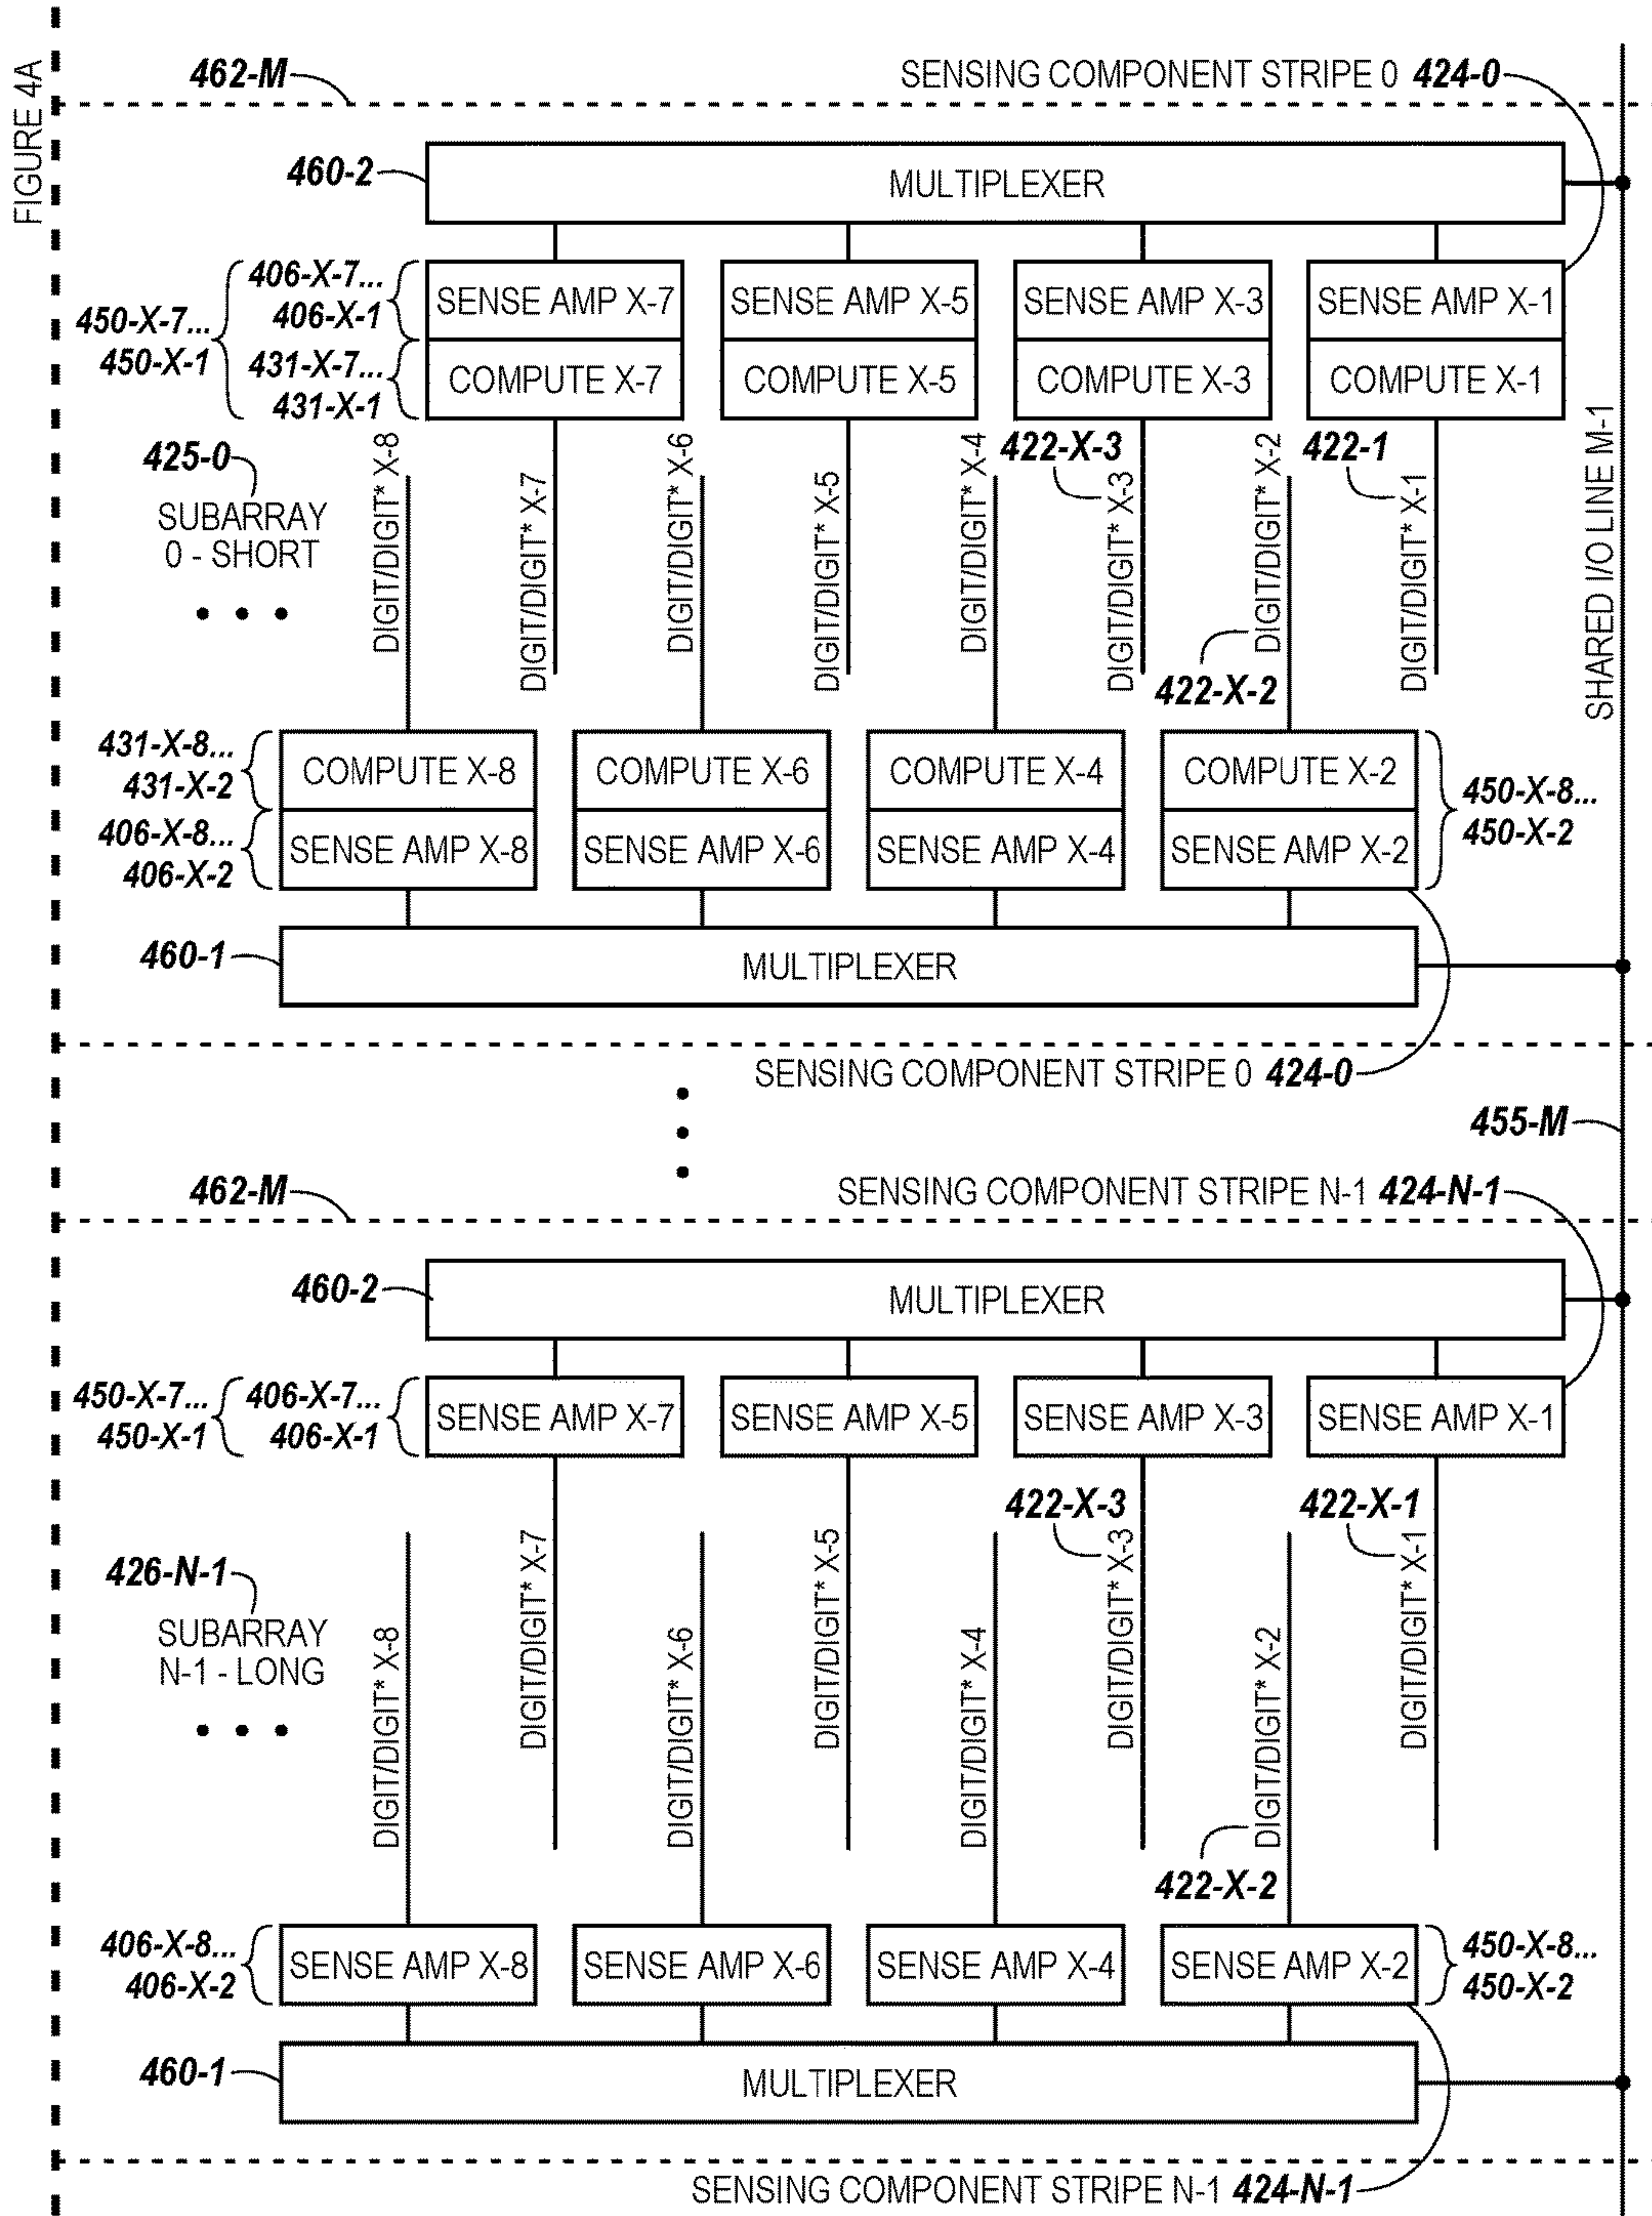 FIGURE 4A
462-M
SENSING COMPONENT STRIPE 0 424-0
460-2
MULTIPLEXER
450-X-7...
450-X-1
406-X-7...
406-X-1
431-X-7...
431-X-1
SENSE AMP X-7
SENSE AMP X-5
SENSE AMP X-3
SENSE AMP X-1
COMPUTE X-7
COMPUTE X-5
COMPUTE X-3
COMPUTE X-1
425-0
SUBARRAY
0 - SHORT
DIGIT/DIGIT* X-8
DIGIT/DIGIT* X-7
DIGIT/DIGIT* X-6
DIGIT/DIGIT* X-5
DIGIT/DIGIT* X-4
422-X-3
DIGIT/DIGIT* X-3
422-X-2
DIGIT/DIGIT* X-2
422-1
DIGIT/DIGIT* X-1
SHARED I/O LINE M-1
431-X-8...
431-X-2
406-X-8...
406-X-2
COMPUTE X-8
COMPUTE X-6
COMPUTE X-4
COMPUTE X-2
SENSE AMP X-8
SENSE AMP X-6
SENSE AMP X-4
SENSE AMP X-2
450-X-8...
450-X-2
460-1
MULTIPLEXER
SENSING COMPONENT STRIPE 0 424-0
455-M
462-M
SENSING COMPONENT STRIPE N-1 424-N-1
460-2
MULTIPLEXER
450-X-7...
450-X-1
406-X-7...
406-X-1
SENSE AMP X-7
SENSE AMP X-5
SENSE AMP X-3
SENSE AMP X-1
426-N-1
SUBARRAY
N-1 - LONG
DIGIT/DIGIT* X-8
DIGIT/DIGIT* X-7
DIGIT/DIGIT* X-6
DIGIT/DIGIT* X-5
DIGIT/DIGIT* X-4
422-X-3
DIGIT/DIGIT* X-3
422-X-2
DIGIT/DIGIT* X-2
422-X-1
DIGIT/DIGIT* X-1
406-X-8...
406-X-2
SENSE AMP X-8
SENSE AMP X-6
SENSE AMP X-4
SENSE AMP X-2
450-X-8...
450-X-2
460-1
MULTIPLEXER
SENSING COMPONENT STRIPE N-1 424-N-1